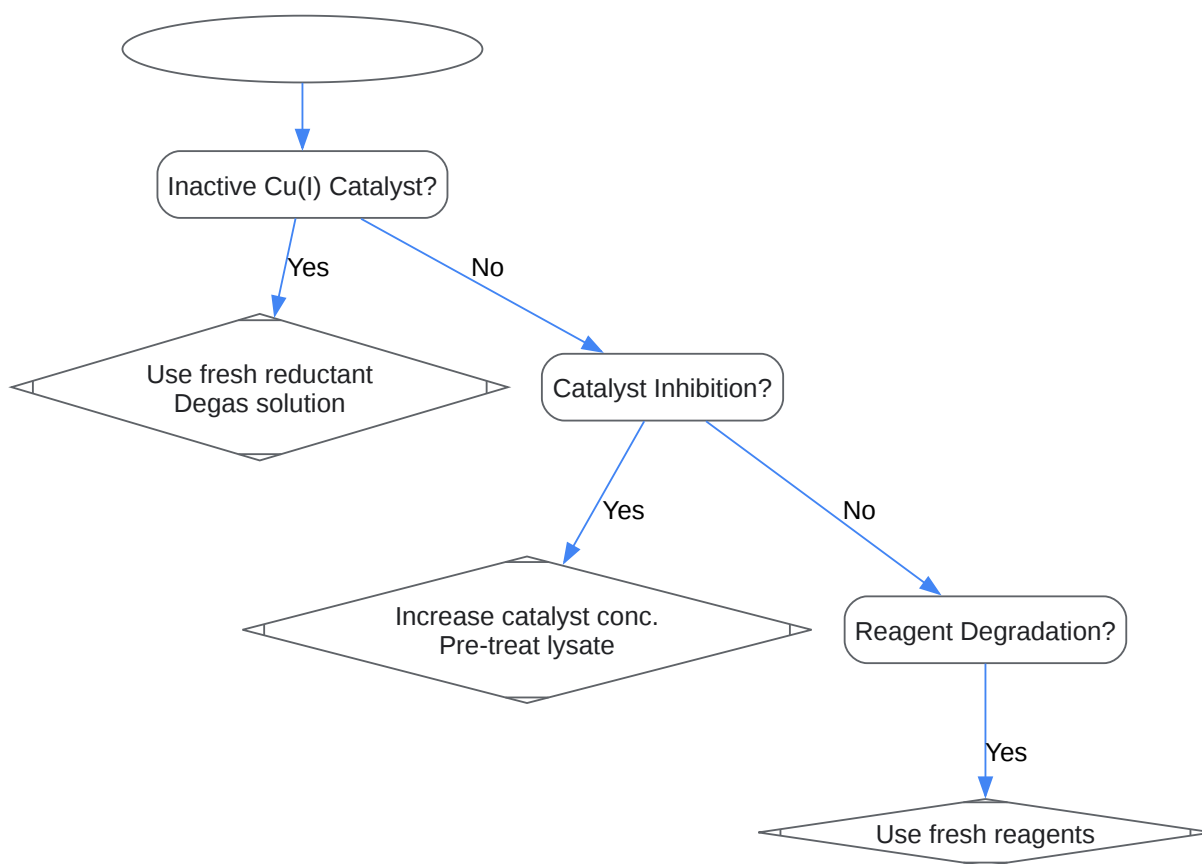 Inactive Cu(I) Catalyst?
Yes
No
Use fresh reductant
Degas solution
Catalyst Inhibition?
Yes
No
Increase catalyst conc.
Pre-treat lysate
Reagent Degradation?
Yes
Use fresh reagents